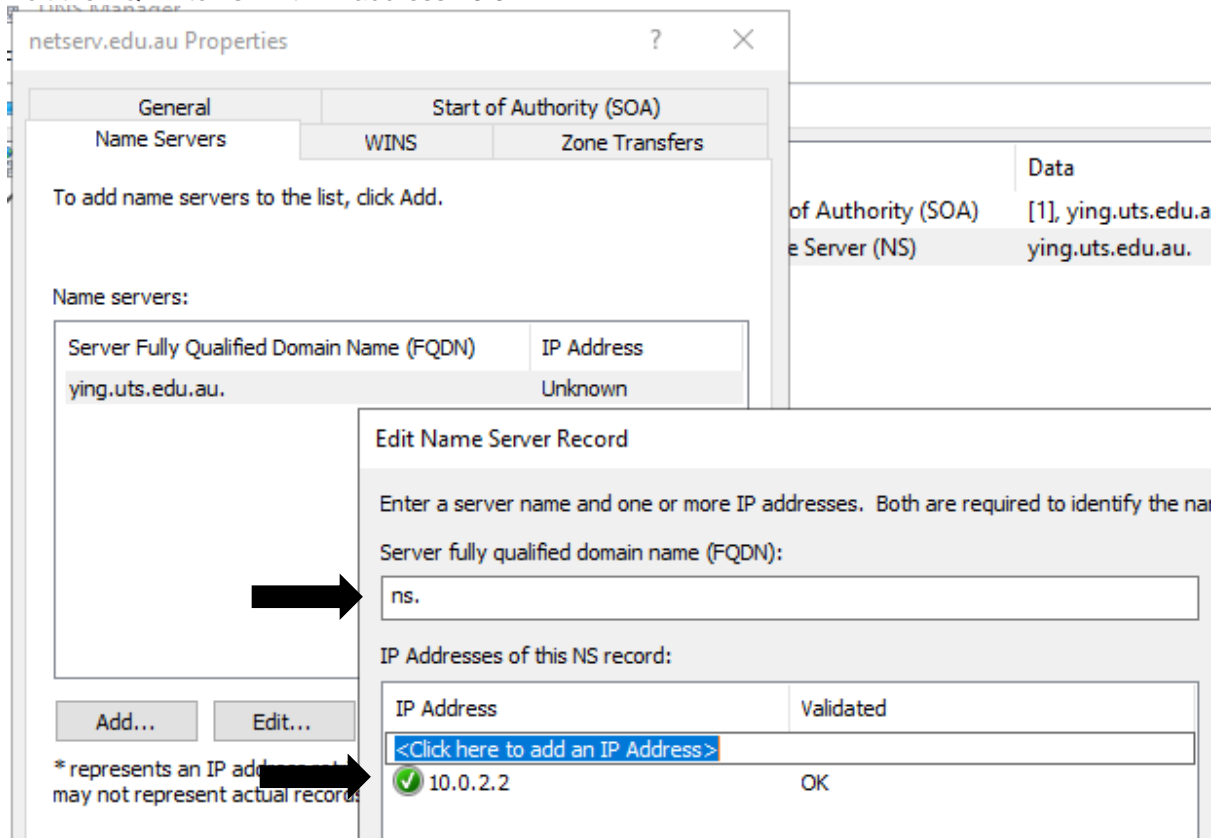 DNS Manager
netserv.edu.au Properties
?
General
Start of Authority (SOA)
Name Servers
WINS
Zone Transfers
To add name servers to the list, click Add.
Name servers:
Server Fully Qualified Domain Name (FQDN)
IP Address
ying.uts.edu.au.
Unknown
Add...
Edit...
* represents an IP
may not represent actual
Data
of Authority (SOA)
[1], ying.uts.edu.a
e Server (NS)
ying.uts.edu.au.
Edit Name Server Record
Enter a server name and one or more IP addresses. Both are required to identify the na
Server fully qualified domain name (FQDN):
ns.
IP Addresses of this NS record:
IP Address
Validated
<Click here to add an IP Address>
10.0.2.2
OK